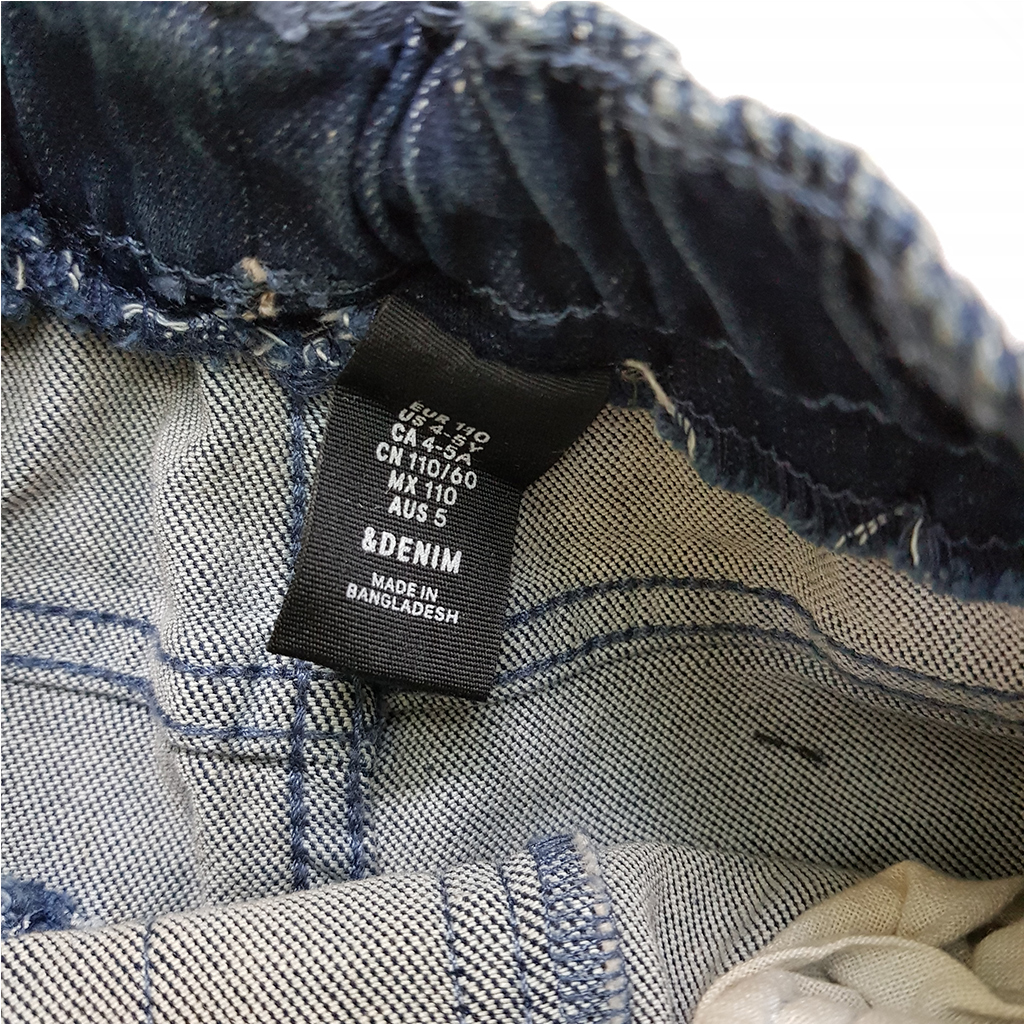 EUR 110
US 4-5Y
CA 4-5A
CN 110/60
MX 110
AUS 5
&DENIM
MADE IN
BANGLADESH